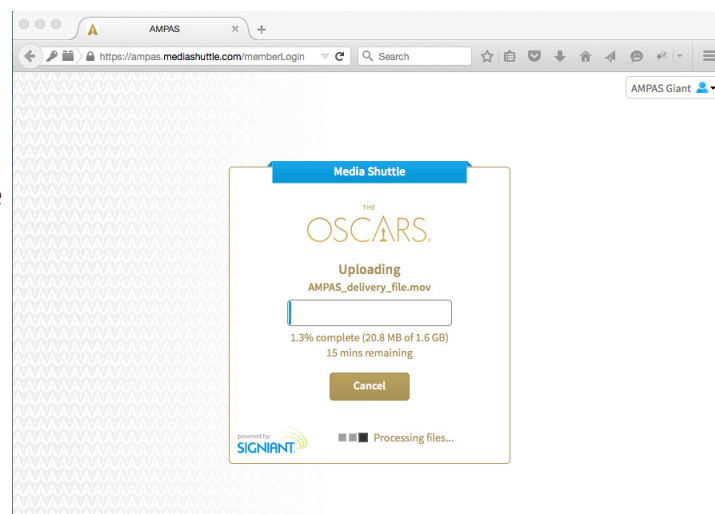 AMPAS
https://ampas.mediashuttle.com/memberLogin
Search
AMPAS Giant
e
Media Shuttle
THE
OSCARS.
Uploading
AMPAS_delivery_file.mov
1.3% complete (20.8 MB of 1.6 GB)
15 mins remaining
Cancel
powered by:
SIGNIANT
Processing files...